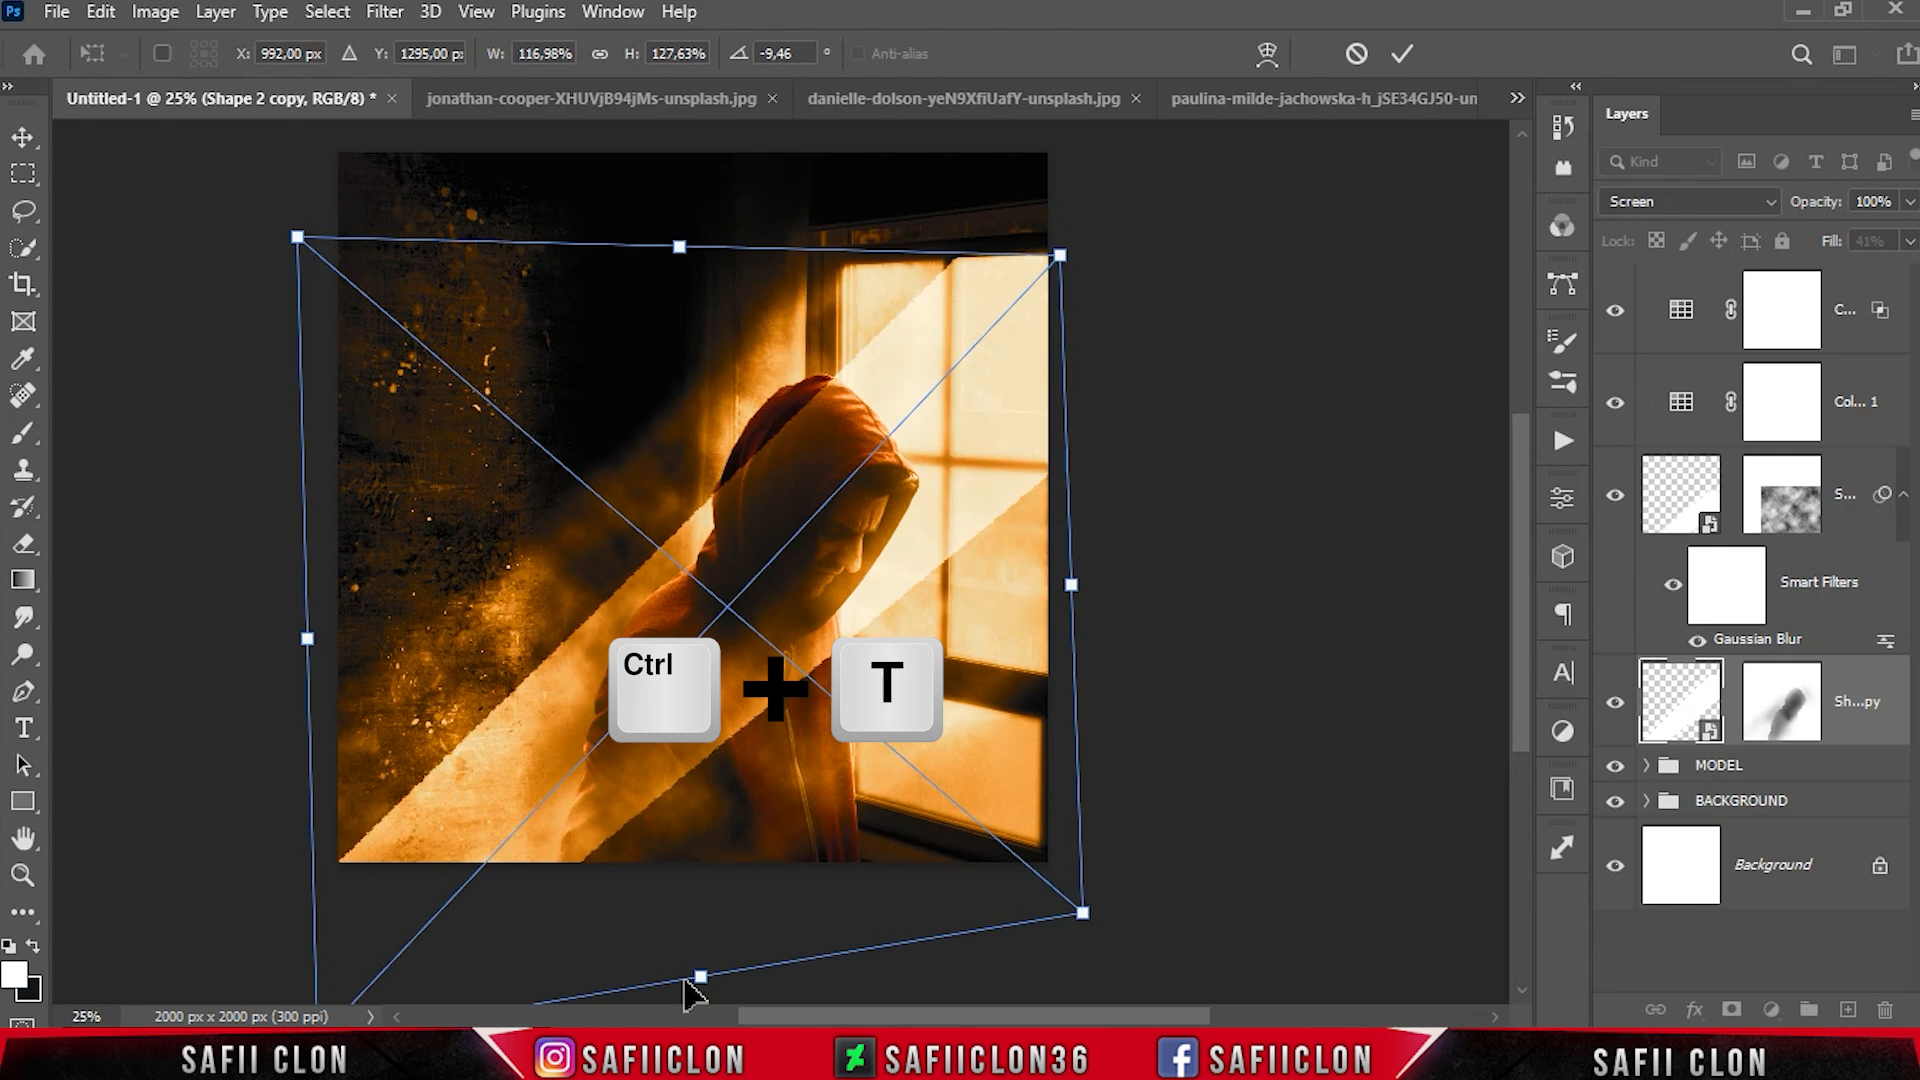 Ps File Edit Image Layer Type Select Filter 3D View Plugins Window Help
X: 992,00 px Y: 1295,00 p: W: 116,98% H: 127,63% -9,46 ° Anti-alias
Untitled-1 @ 25% (Shape 2 copy, RGB/8) * × jonathan-cooper-XHUVjB94jMs-unsplash.jpg × danielle-dolson-yeN9XfiUafY-unsplash.jpg × paulina-milde-jachowska-h_jSE34GJ50-un
Layers
Kind
Screen Opacity: 100%
Lock: Fill: 41%
C...
Col... 1
S...
Smart Filters
Gaussian Blur
Sh...py
MODEL
BACKGROUND
Background
Ctrl + T
25% 2000 px x 2000 px (300 ppi)
SAFII CLON SAFIICLON SAFIICLON36 SAFIICLON SAFII CLON